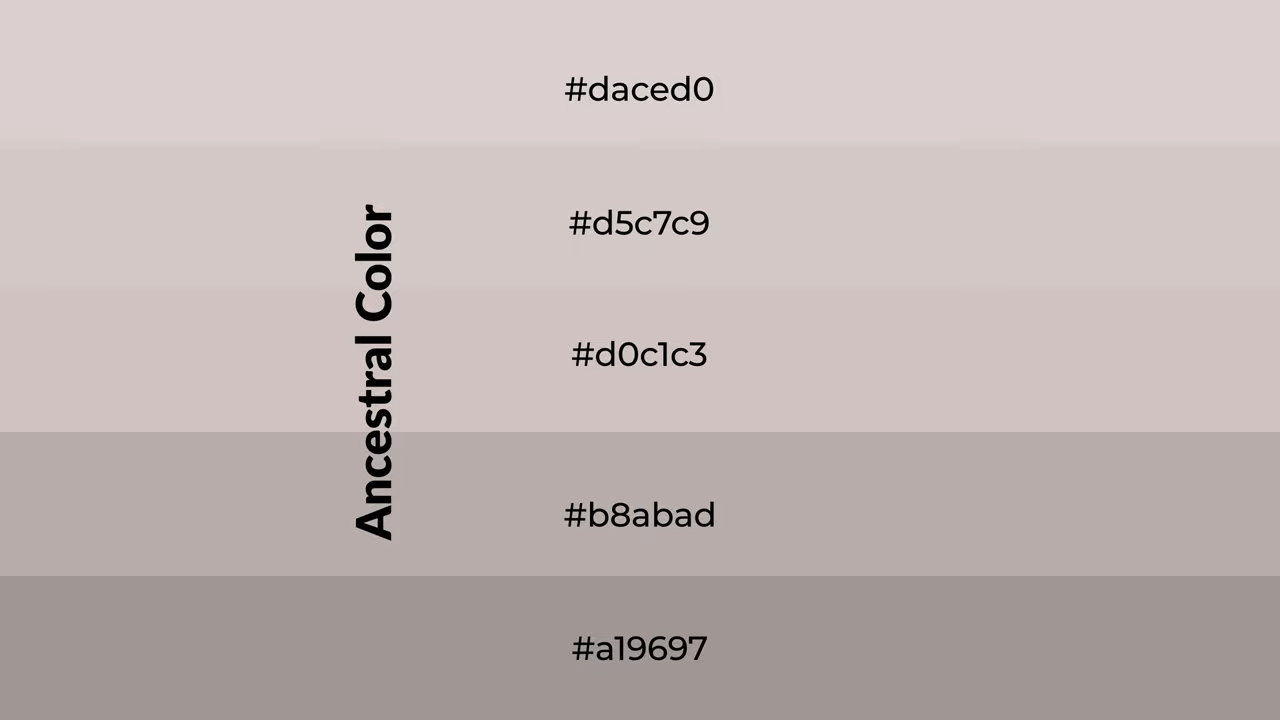 #daced0
#d5c7c9
Ancestral Color
#d0c1c3
#b8abad
#a19697